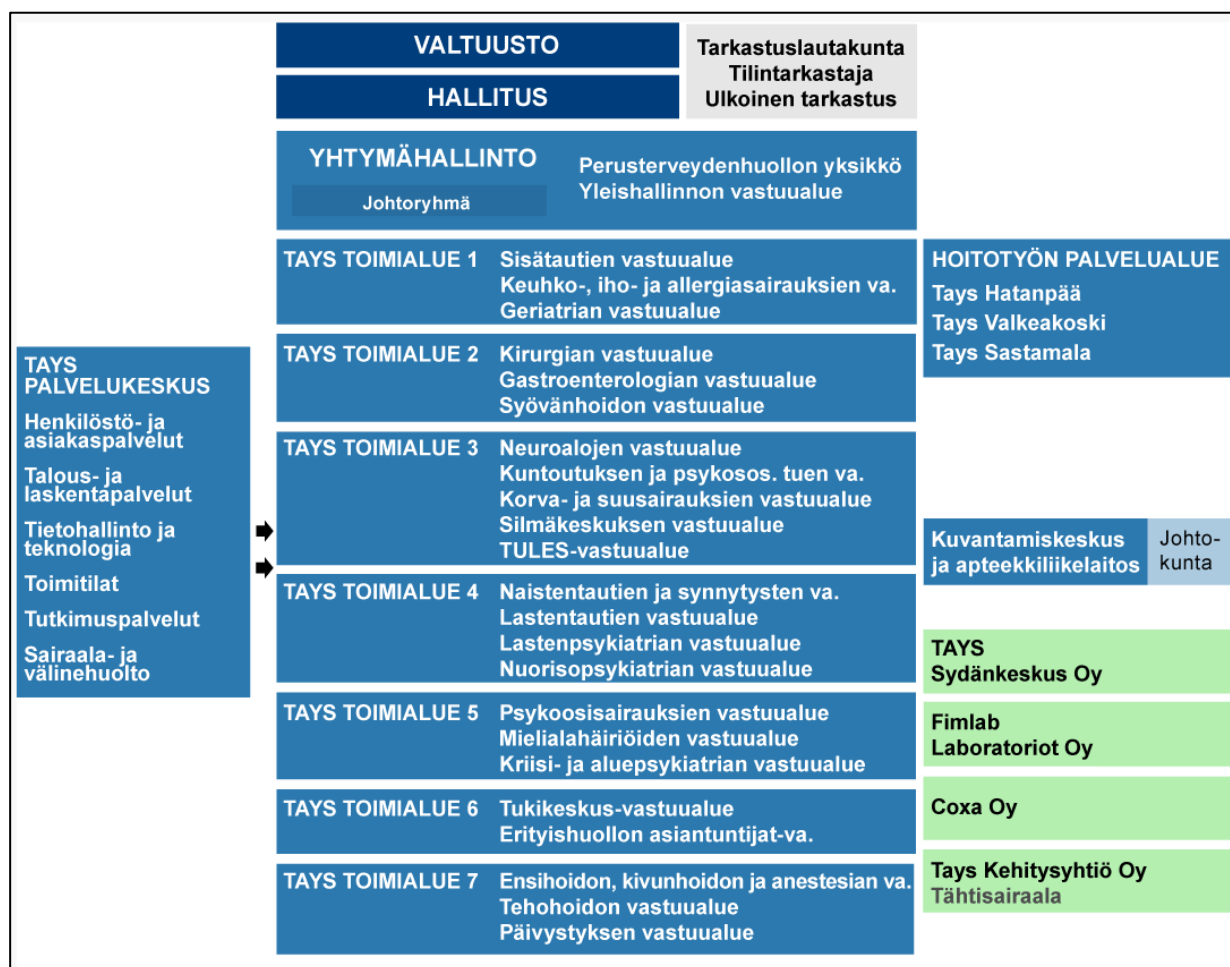 VALTUUSTO
HALLITUS
Tarkastuslautakunta
Tilintarkastaja
Ulkoinen tarkastus
YHTYMÄHALLINTO
Johtoryhmä
Perusterveydenhuollon yksikkö
Yleishallinnon vastuualue
TAYS PALVELUKESKUS
Henkilöstö- ja
asiakaspalvelut
Talous- ja
laskentapalvelut
Tietohallinto ja
teknologia
Toimitilat
Tutkimuspalvelut
Sairaala- ja
välinehuolto
TAYS TOIMIALUE 1
Sisätautien vastuualue
Keuhko-, iho- ja allergiasairauksien va.
Geriatrian vastuualue
TAYS TOIMIALUE 2
Kirurgian vastuualue
Gastroenterologian vastuualue
Syövänhoidon vastuualue
TAYS TOIMIALUE 3
Neuroalojen vastuualue
Kuntoutuksen ja psykosos. tuen va.
Korva- ja suusairauksien vastuualue
Silmäkeskuksen vastuualue
TULES-vastuualue
TAYS TOIMIALUE 4
Naistentautien ja synnytysten va.
Lastentautien vastuualue
Lastenpsykiatrian vastuualue
Nuorisopsykiatrian vastuualue
TAYS TOIMIALUE 5
Psykoosisairauksien vastuualue
Mielialahäiriöiden vastuualue
Kriisi- ja aluepsykiatrian vastuualue
TAYS TOIMIALUE 6
Tukikeskus-vastuualue
Erityishuollon asiantuntijat-va.
TAYS TOIMIALUE 7
Ensihoidon, kivunhoidon ja anestesian va.
Tehohoidon vastuualue
Päivystyksen vastuualue
HOITOTYÖN PALVELUALUE
Tays Hatanpää
Tays Valkeakoski
Tays Sastamala
Kuvantamiskeskus
ja apteekkiliikelaitos
Johto-
kunta
TAYS
Sydänkeskus Oy
Fimlab
Laboratoriot Oy
Coxa Oy
Tays Kehitysyhtiö Oy
Tähtisairaala